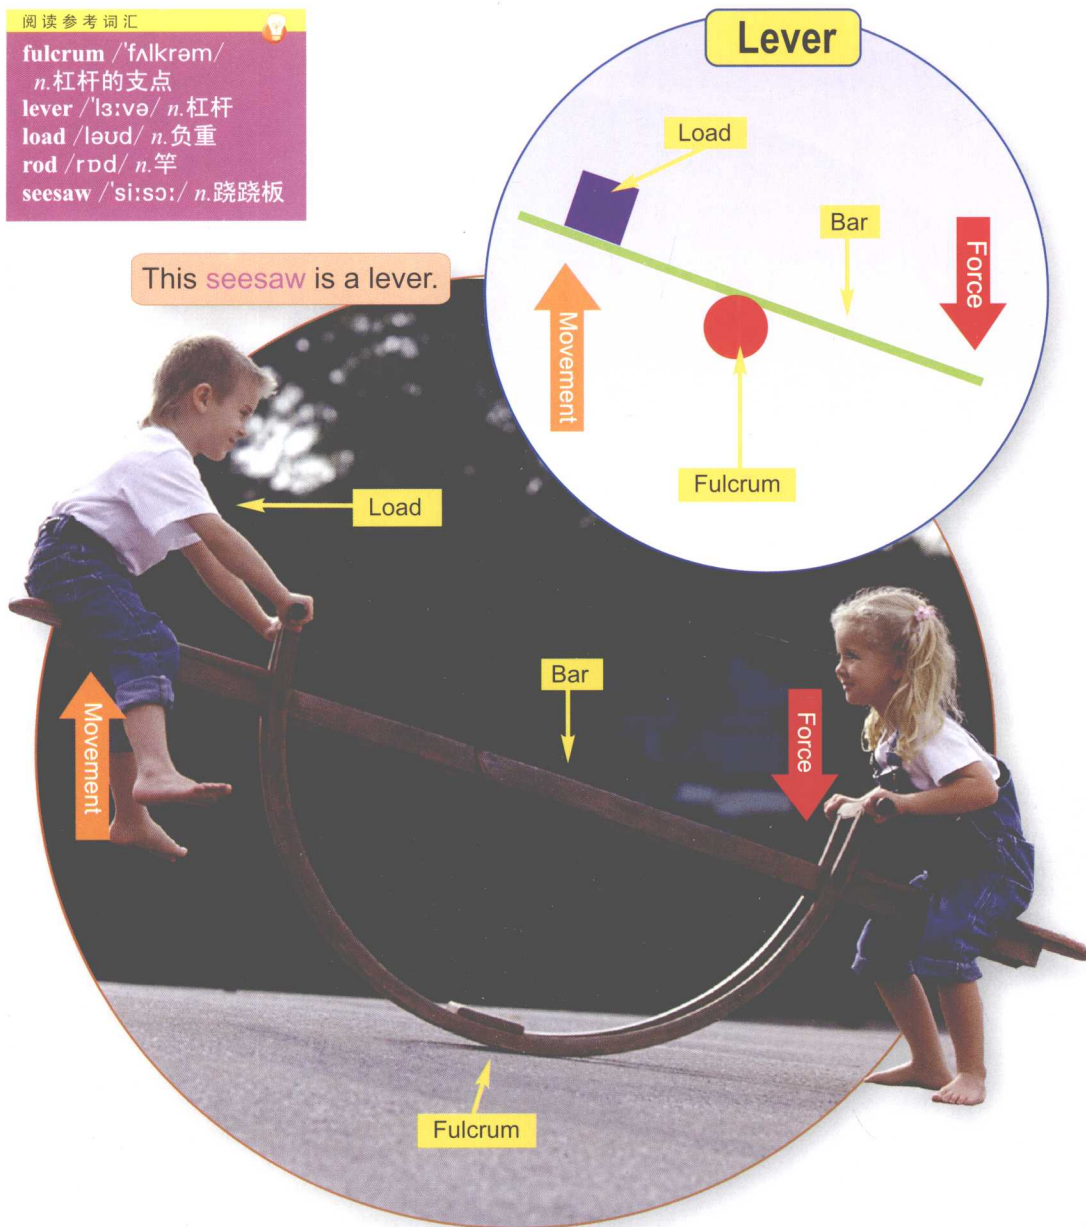 阅读参考词汇
fulcrum /ˈfʌlkrəm/
n.杠杆的支点
lever /ˈlɜːvə/ n.杠杆
load /ləʊd/ n.负重
rod /rɒd/ n.竿
seesaw /ˈsiːsɔː/ n.跷跷板
Lever
Load
Bar
Force
Movement
Fulcrum
This seesaw is a lever.
Load
Bar
Force
Movement
Fulcrum